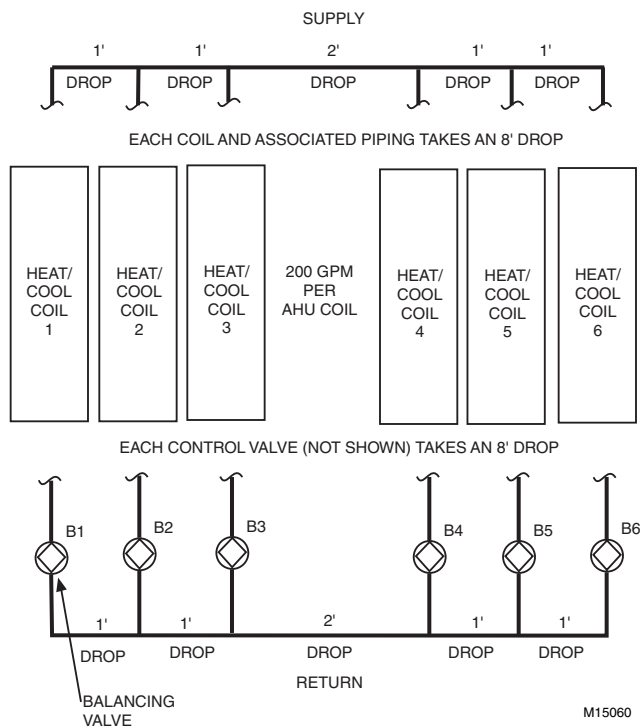 SUPPLY
1' 1' 2' 1' 1'
DROP DROP DROP DROP DROP
EACH COIL AND ASSOCIATED PIPING TAKES AN 8' DROP
HEAT/
COOL
COIL
1
HEAT/
COOL
COIL
2
HEAT/
COOL
COIL
3
200 GPM
PER
AHU COIL
HEAT/
COOL
COIL
4
HEAT/
COOL
COIL
5
HEAT/
COOL
COIL
6
EACH CONTROL VALVE (NOT SHOWN) TAKES AN 8' DROP
B1 B2 B3 B4 B5 B6
1' 1' 2' 1' 1'
DROP DROP DROP DROP DROP
RETURN
BALANCING
VALVE
M15060